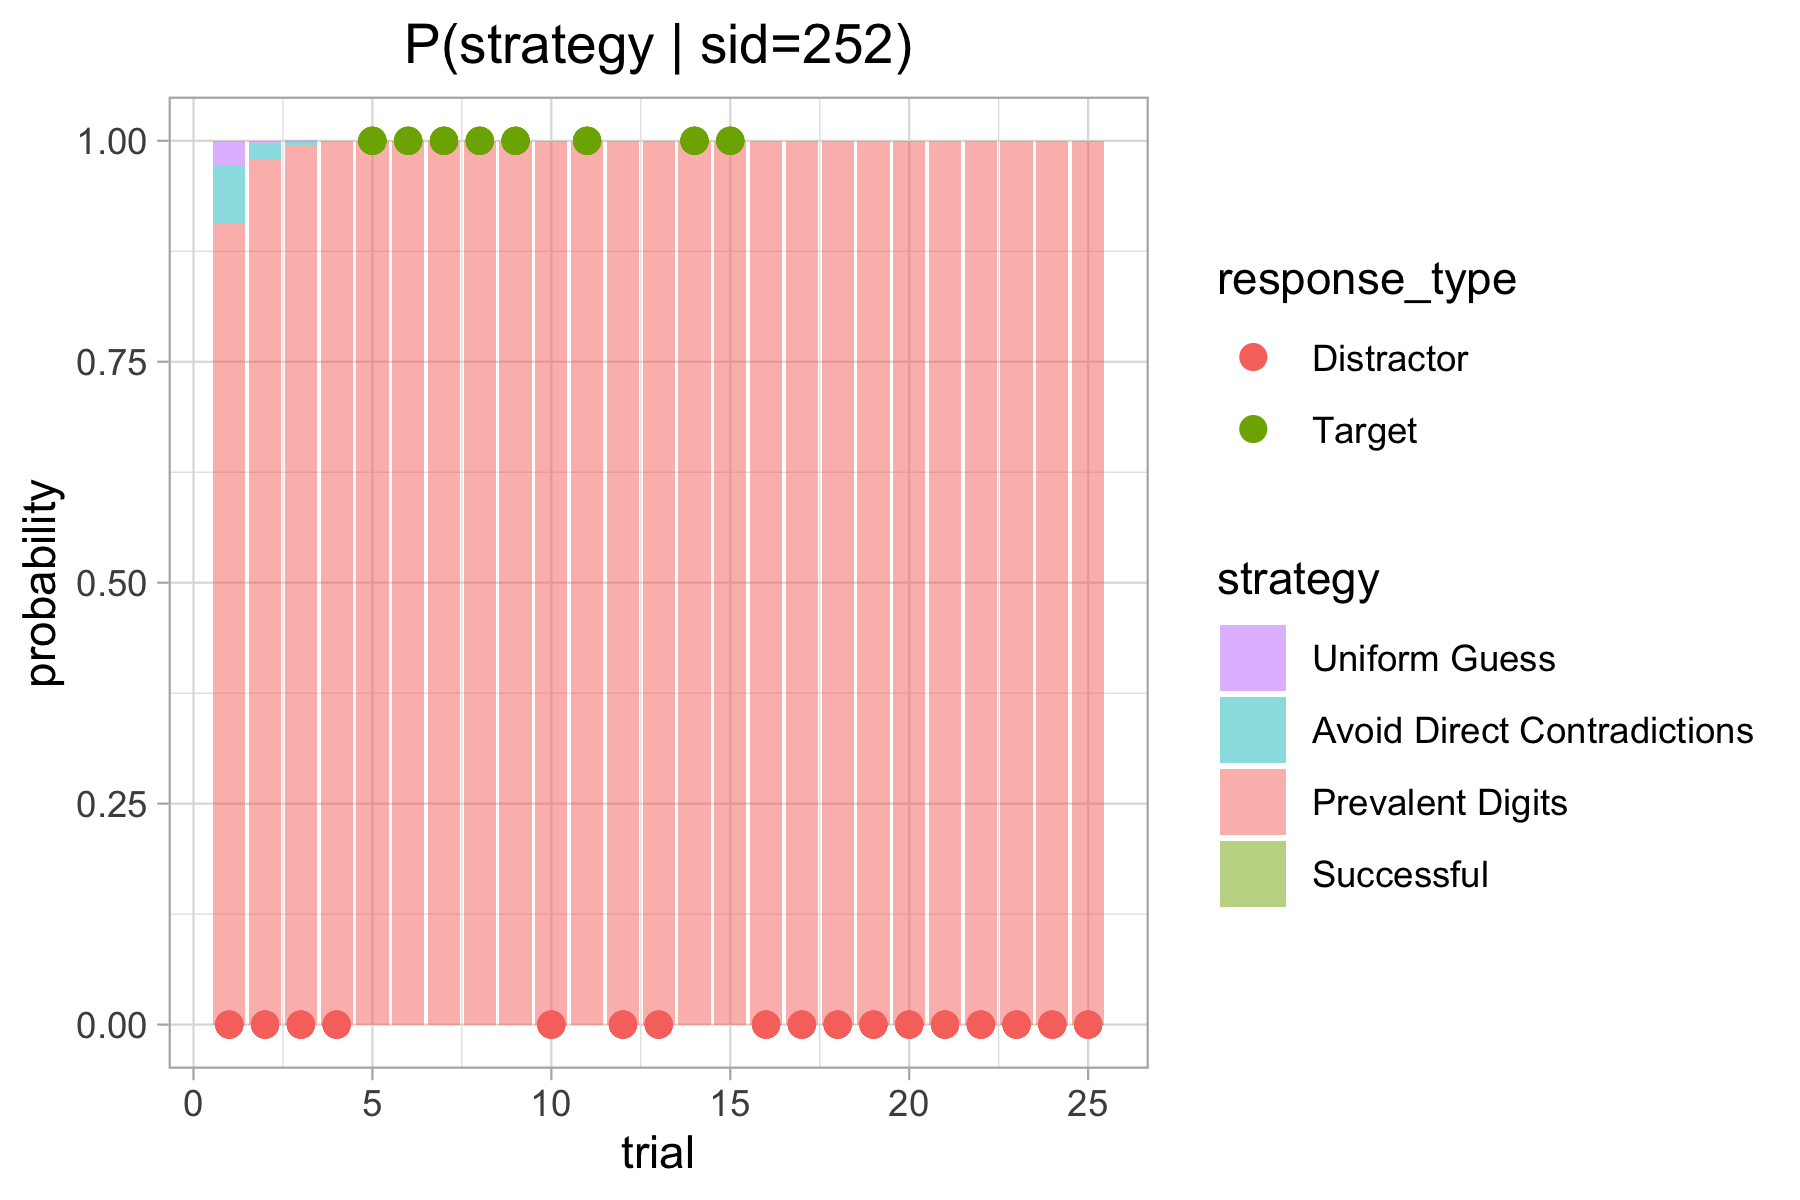 P(strategy | sid=252)
probability
1.00
0.75
0.50
0.25
0.00
0 5 10 15 20 25
trial
response_type
Distractor
Target
strategy
Uniform Guess
Avoid Direct Contradictions
Prevalent Digits
Successful